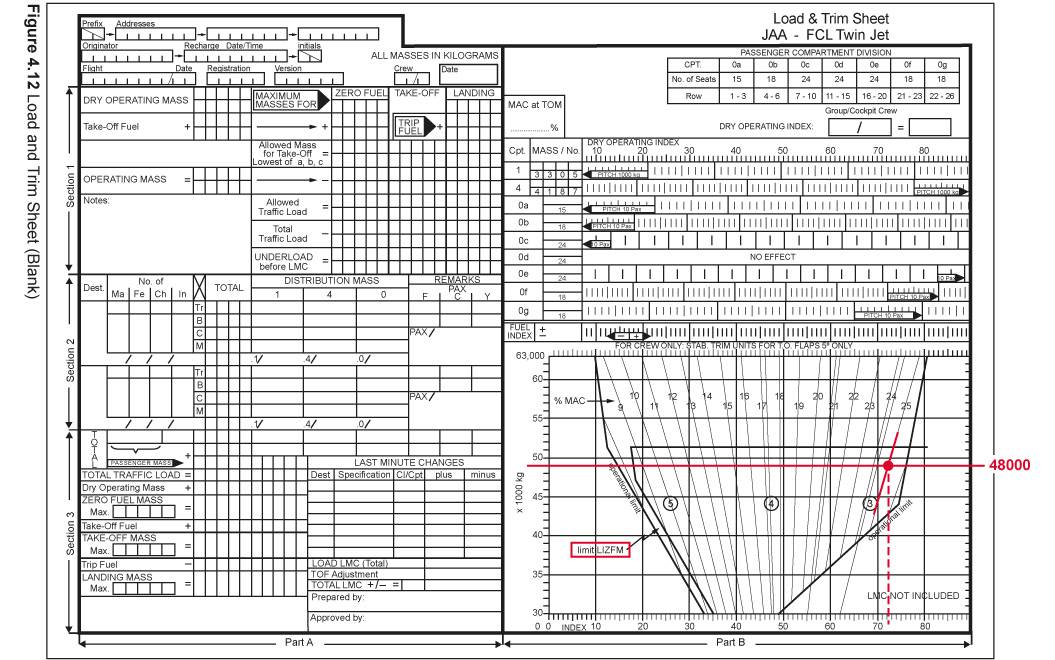 Figure 4.12 Load and Trim Sheet (Blank)
Load & Trim Sheet
JAA - FCL Twin Jet
Prefix Addresses
Originator Recharge Date/Time Initials
ALL MASSES IN KILOGRAMS
Flight Date Registration Version Crew Date
Section 1
DRY OPERATING MASS
MAXIMUM MASSES FOR
ZERO FUEL TAKE-OFF LANDING
Take-Off Fuel + +
TRIP FUEL +
Allowed Mass
for Take-Off =
Lowest of a, b, c
OPERATING MASS = −
Notes:
Allowed
Traffic Load =
Total
Traffic Load −
UNDERLOAD
before LMC =
Section 2
Dest. No. of TOTAL DISTRIBUTION MASS REMARKS
Ma Fe Ch In 1 4 0 PAX
F C Y
Tr
B
C PAX/
M
/ / / .1/ .4/ .0/
Tr
B
C PAX/
M
/ / / .1/ .4/ .0/
Section 3
TOTAL
PASSENGER MASS +
TOTAL TRAFFIC LOAD =
Dry Operating Mass +
ZERO FUEL MASS
Max. =
Take-Off Fuel +
TAKE-OFF MASS
Max. =
Trip Fuel −
LANDING MASS
Max. =
LAST MINUTE CHANGES
Dest Specification Cl/Cpt plus minus
LOAD LMC (Total)
TOF Adjustment
TOTAL LMC +/− =
Prepared by:
Approved by:
Part A
PASSENGER COMPARTMENT DIVISION
CPT. 0a 0b 0c 0d 0e 0f 0g
No. of Seats 15 18 24 24 24 18 18
Row 1 - 3 4 - 6 7 - 10 11 - 15 16 - 20 21 - 23 22 - 26
MAC at TOM
............ %
Group/Cockpit Crew
DRY OPERATING INDEX: / =
Cpt. MASS / No. DRY OPERATING INDEX
10 20 30 40 50 60 70 80
1 3 3 0 5 PITCH 1000 kg
4 4 1 8 7 PITCH 1000 kg
0a 15 PITCH 10 Pax
0b 18 PITCH 10 Pax
0c 24 10 Pax
0d 24 NO EFFECT
0e 24 10 Pax
0f 18 PITCH 10 Pax
0g 18 PITCH 10 Pax
FUEL INDEX + − − +
FOR CREW ONLY: STAB. TRIM UNITS FOR T.O. FLAPS 5º ONLY
63,000
60
% MAC
9 10 11 12 13 14 15 16 17 18 19 20 21 22 23 24 25
55
50
48000
x 1000 kg
operational limit
45
5 4 3
operational limit
40
limit LIZFM
35
LMC NOT INCLUDED
30
0 0 INDEX 10 20 30 40 50 60 70 80
Part B